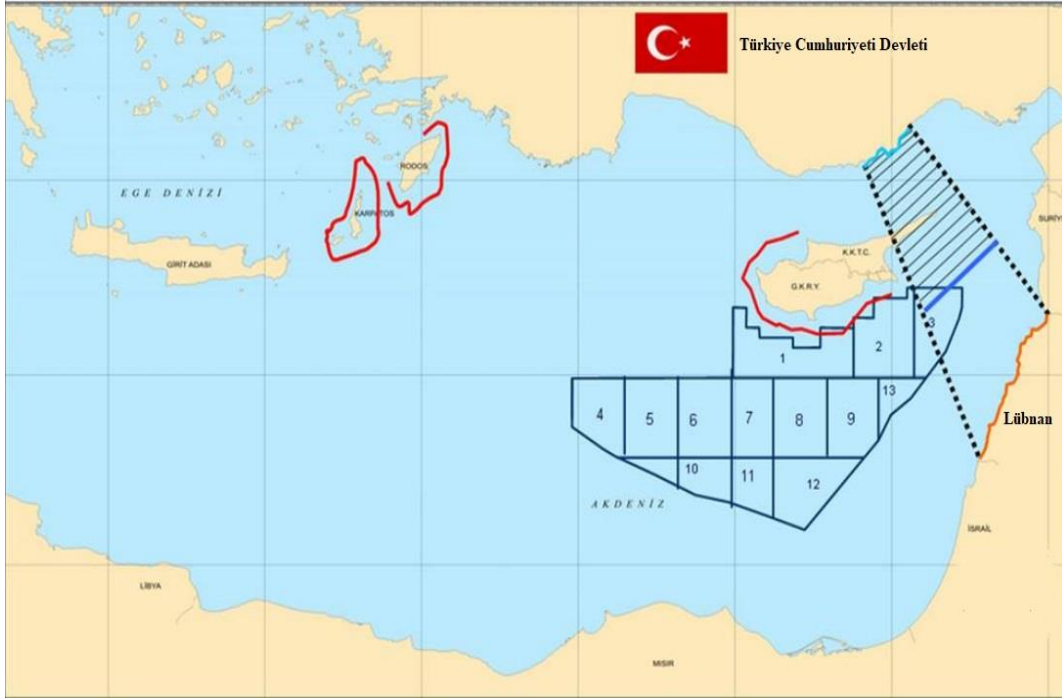 Türkiye Cumhuriyeti Devleti
RODOS
EGE DENİZİ
KARPATOS
SURİYE
GİRİT ADASI
K.K.T.C.
G.K.R.Y.
3
1
2
13
4
5
6
7
8
9
Lübnan
10
11
12
AKDENİZ
İSRAİL
LİBYA
MISIR